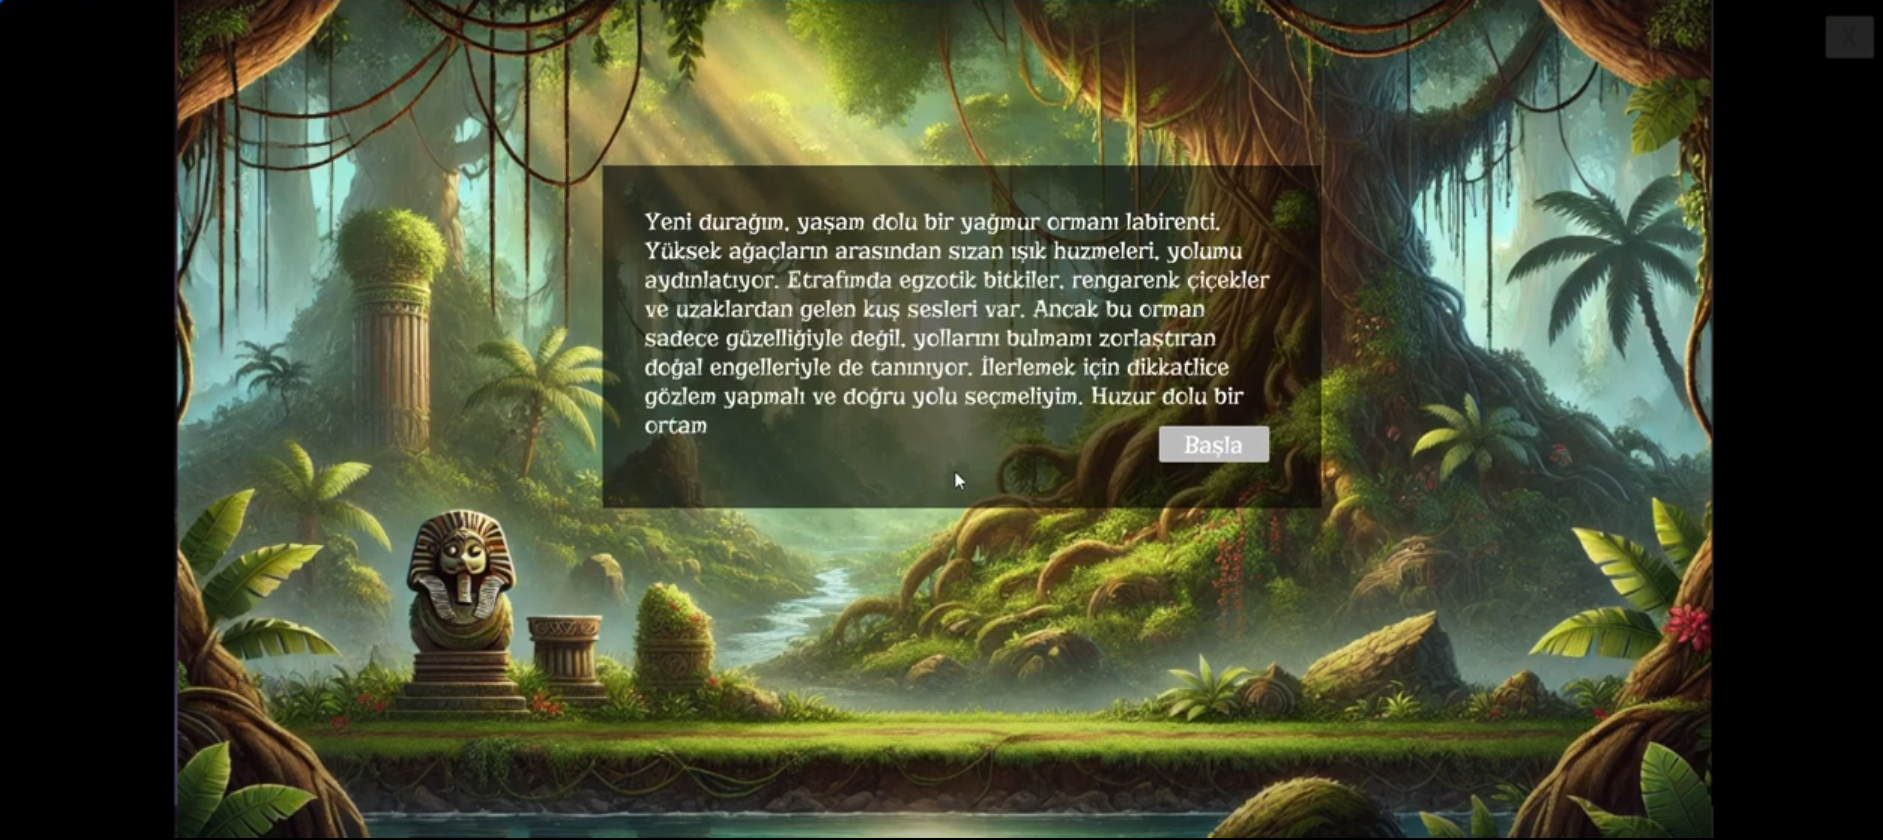 Yeni durağım, yaşam dolu bir yağmur ormanı labirenti.
Yüksek ağaçların arasından sızan ışık huzmeleri, yolumu
aydınlatıyor. Etrafımda egzotik bitkiler, rengarenk çiçekler
ve uzaklardan gelen kuş sesleri var. Ancak bu orman
sadece güzelliğiyle değil, yollarını bulmamı zorlaştıran
doğal engelleriyle de tanınıyor. İlerlemek için dikkatlice
gözlem yapmalı ve doğru yolu seçmeliyim. Huzur dolu bir
ortam
Başla
X